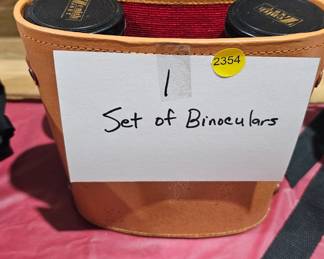 2354
1
Set of Binoculars